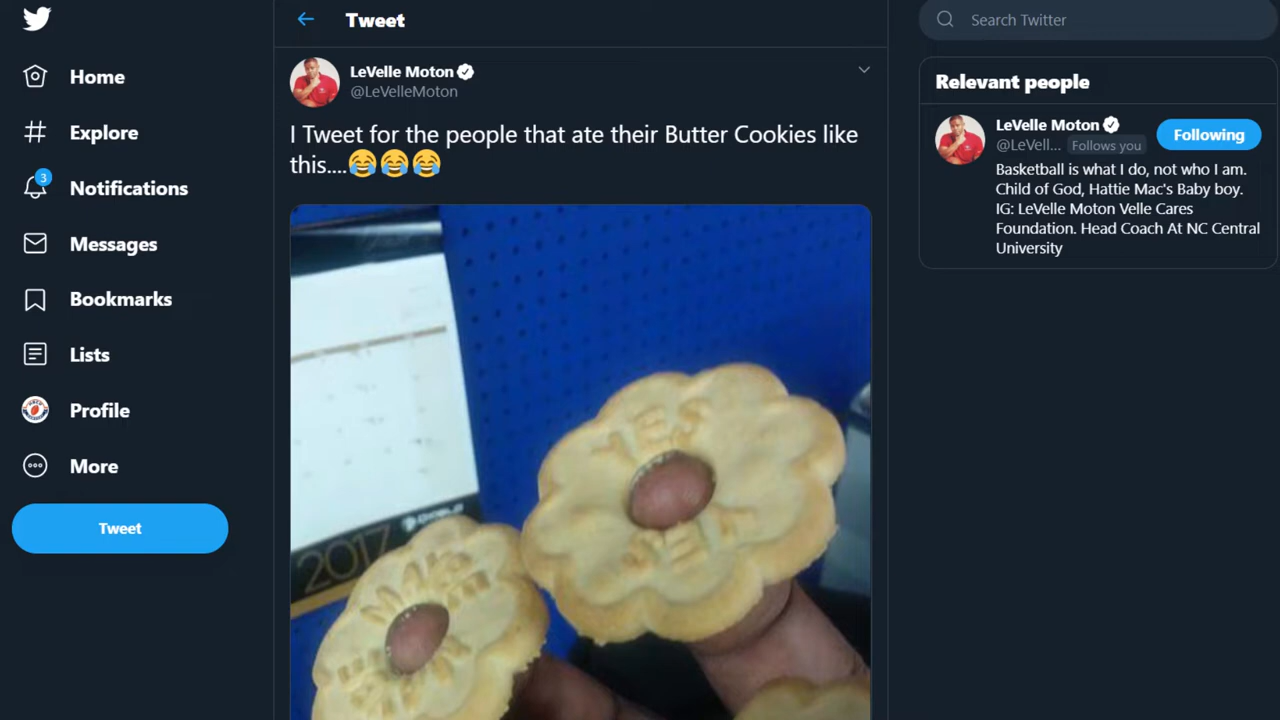 Home
Explore
3
Notifications
Messages
Bookmarks
Lists
Profile
More
Tweet
Tweet
LeVelle Moton
@LeVelleMoton
I Tweet for the people that ate their Butter Cookies like
this....😂😂😂
2017
YES
Search Twitter
Relevant people
LeVelle Moton
@LeVell... Follows you
Following
Basketball is what I do, not who I am.
Child of God, Hattie Mac's Baby boy.
IG: LeVelle Moton Velle Cares
Foundation. Head Coach At NC Central
University